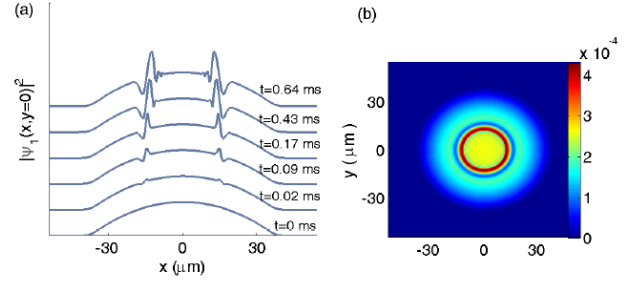 (a)
|ψ₁(x,y=0)|²
t=0.64 ms
t=0.43 ms
t=0.17 ms
t=0.09 ms
t=0.02 ms
t=0 ms
-30 0 30
x (μm)
(b)
x 10⁻⁴
4
3
2
1
0
y (μm)
30
0
-30
-30 0 30
x (μm)